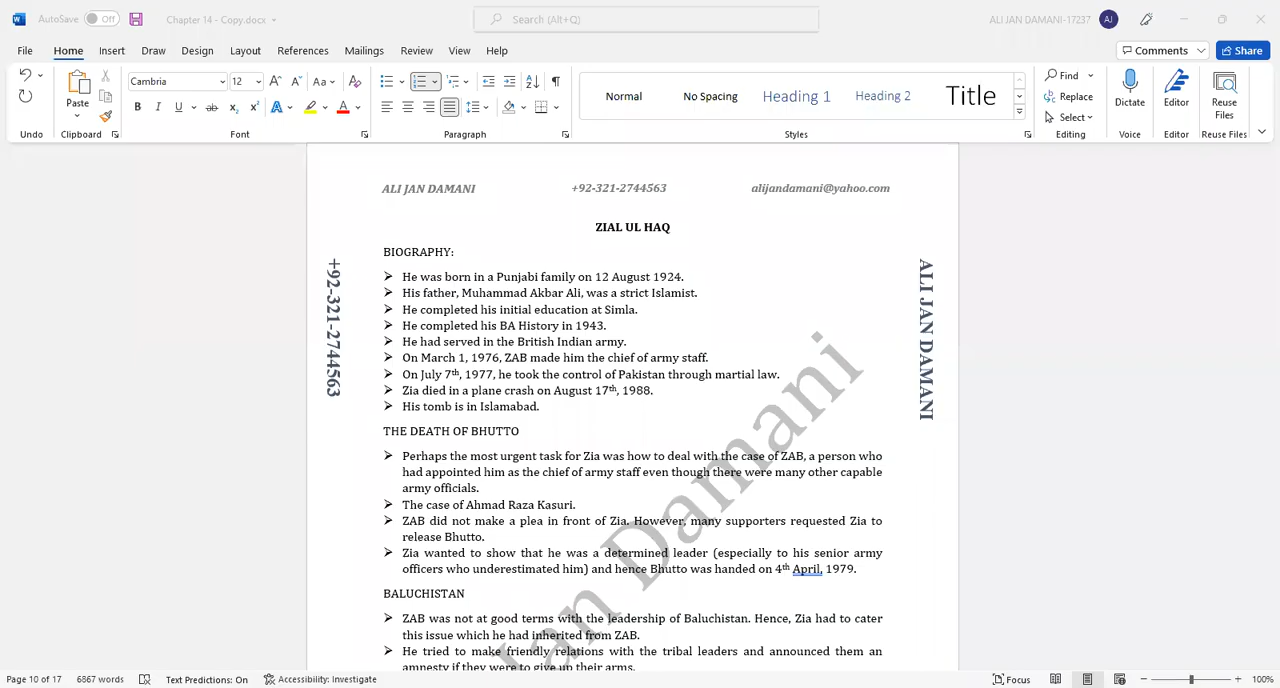 AutoSave Off Chapter 14 - Copy.docx Search (Alt+Q) ALI JAN DAMANI-17237 AJ
File Home Insert Draw Design Layout References Mailings Review View Help Comments Share
Cambria 12 Aa Find
Paste Normal No Spacing Heading 1 Heading 2 Title Replace Dictate Editor Reuse Files
B I U ab x₂ x² A A Select
Undo Clipboard Font Paragraph Styles Editing Voice Editor Reuse Files
ALI JAN DAMANI +92-321-2744563 alijandamani@yahoo.com
ZIAL UL HAQ
BIOGRAPHY:
➢ He was born in a Punjabi family on 12 August 1924.
➢ His father, Muhammad Akbar Ali, was a strict Islamist.
➢ He completed his initial education at Simla.
➢ He completed his BA History in 1943.
➢ He had served in the British Indian army.
➢ On March 1, 1976, ZAB made him the chief of army staff.
➢ On July 7th, 1977, he took the control of Pakistan through martial law.
➢ Zia died in a plane crash on August 17th, 1988.
➢ His tomb is in Islamabad.
THE DEATH OF BHUTTO
➢ Perhaps the most urgent task for Zia was how to deal with the case of ZAB, a person who
had appointed him as the chief of army staff even though there were many other capable
army officials.
➢ The case of Ahmad Raza Kasuri.
➢ ZAB did not make a plea in front of Zia. However, many supporters requested Zia to
release Bhutto.
➢ Zia wanted to show that he was a determined leader (especially to his senior army
officers who underestimated him) and hence Bhutto was handed on 4th April, 1979.
BALUCHISTAN
➢ ZAB was not at good terms with the leadership of Baluchistan. Hence, Zia had to cater
this issue which he had inherited from ZAB.
➢ He tried to make friendly relations with the tribal leaders and announced them an
amnesty if they were to give up their arms.
+92-321-2744563
ALI JAN DAMANI
Jan Damani
Page 10 of 17 6867 words Text Predictions: On Accessibility: Investigate Focus 100%